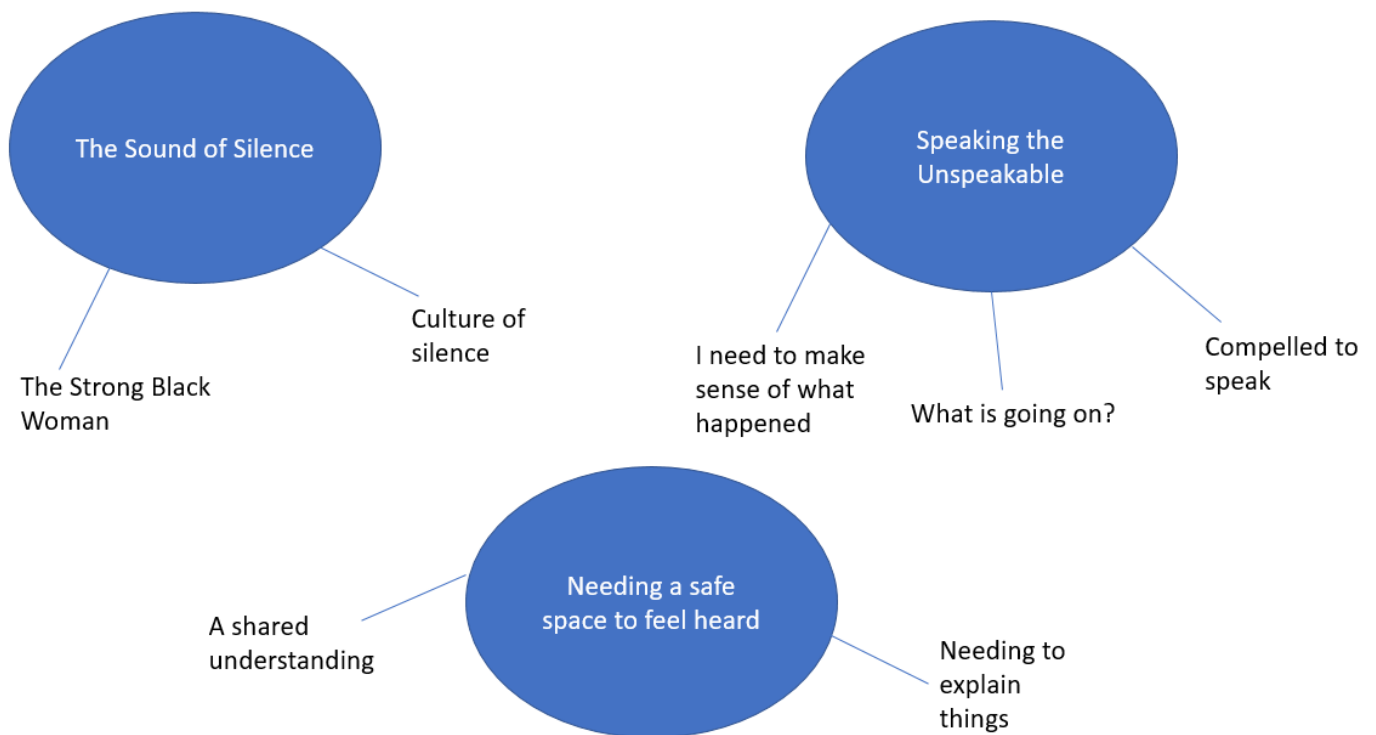 The Sound of Silence
The Strong Black
Woman
Culture of
silence
Speaking the
Unspeakable
I need to make
sense of what
happened
What is going on?
Compelled to
speak
Needing a safe
space to feel heard
A shared
understanding
Needing to
explain
things